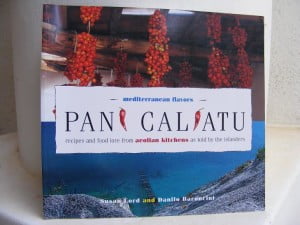 mediterranean flavors
PANI CALIATU
recipes and food lore from aeolian kitchens as told by the islanders
Susan Lord and Danilo Baroncini